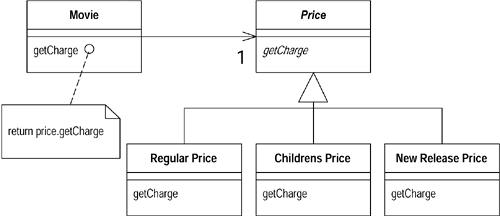 Movie
Price
getCharge
getCharge
1
return price.getCharge
Regular Price
Childrens Price
New Release Price
getCharge
getCharge
getCharge